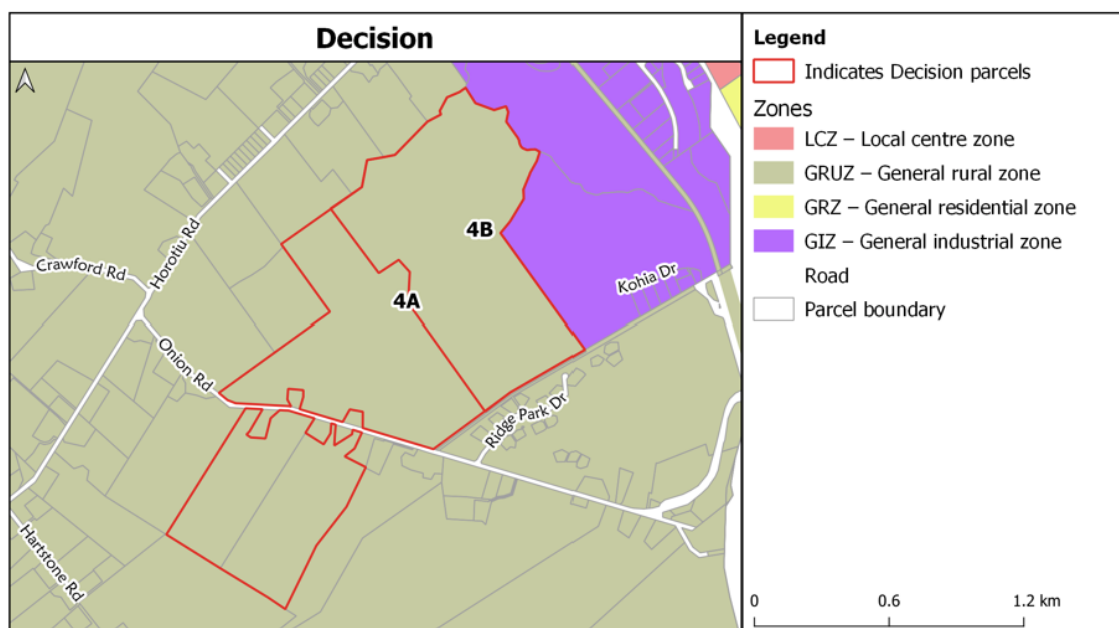 Decision
Legend
Indicates Decision parcels
Zones
LCZ – Local centre zone
GRUZ – General rural zone
GRZ – General residential zone
GIZ – General industrial zone
Road
Parcel boundary
4B
4A
Horotiu Rd
Crawford Rd
Kohia Dr
Onion Rd
Ridge Park Dr
Hartstone Rd
0 0.6 1.2 km